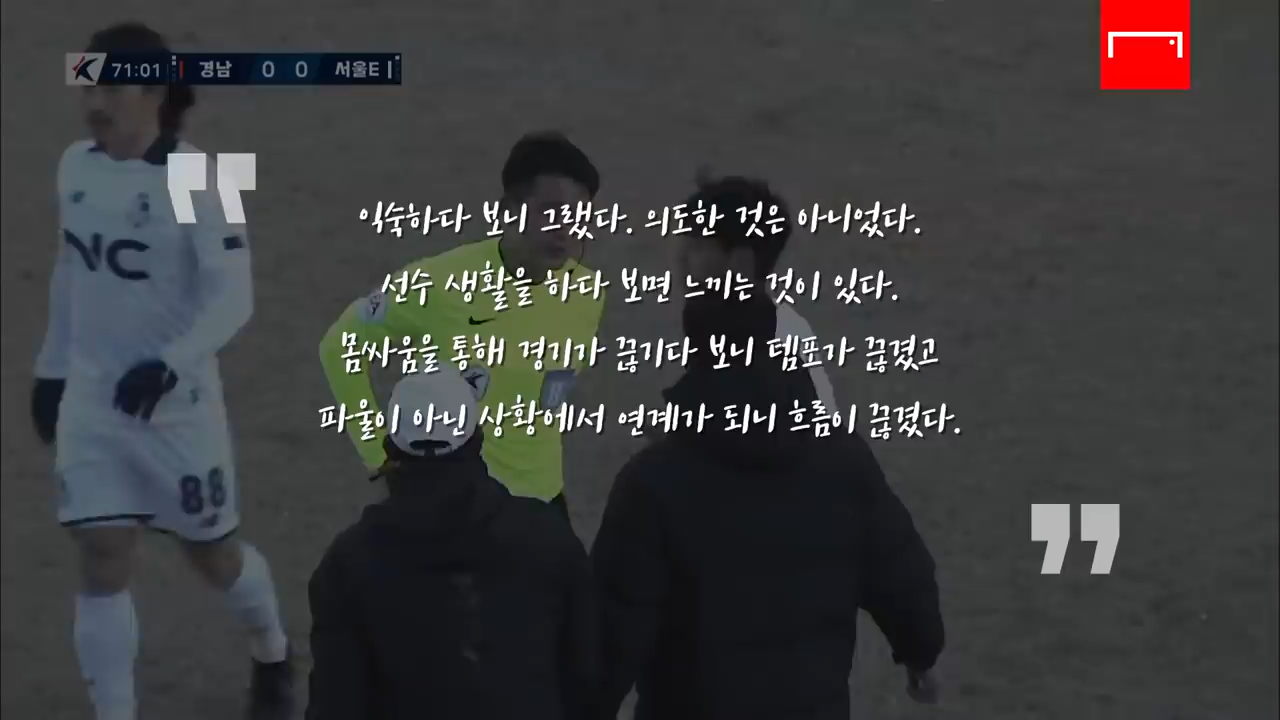 71:01 경남 0 0 서울E
익숙하다 보니 그랬다. 의도한 것은 아니었다.
선수 생활을 하다 보면 느끼는 것이 있다.
몸싸움을 통해 경기가 끊기다 보니 템포가 끊겼고
파울이 아닌 상황에서 연계가 되니 흐름이 끊겼다.
NC
88